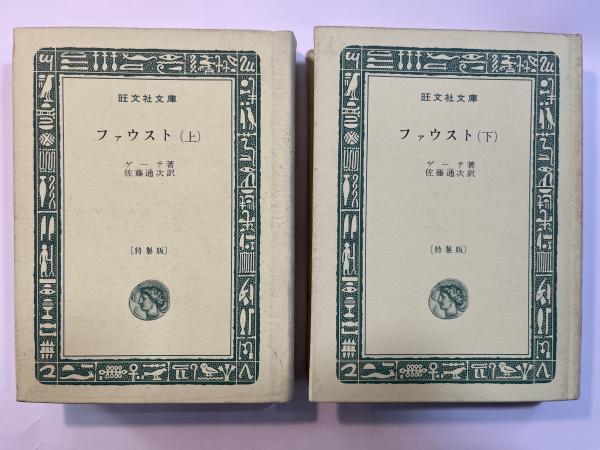 旺文社文庫
ファウスト（上）
ゲーテ著
佐藤通次訳
〔特製版〕
旺文社文庫
ファウスト（下）
ゲーテ著
佐藤通次訳
〔特製版〕